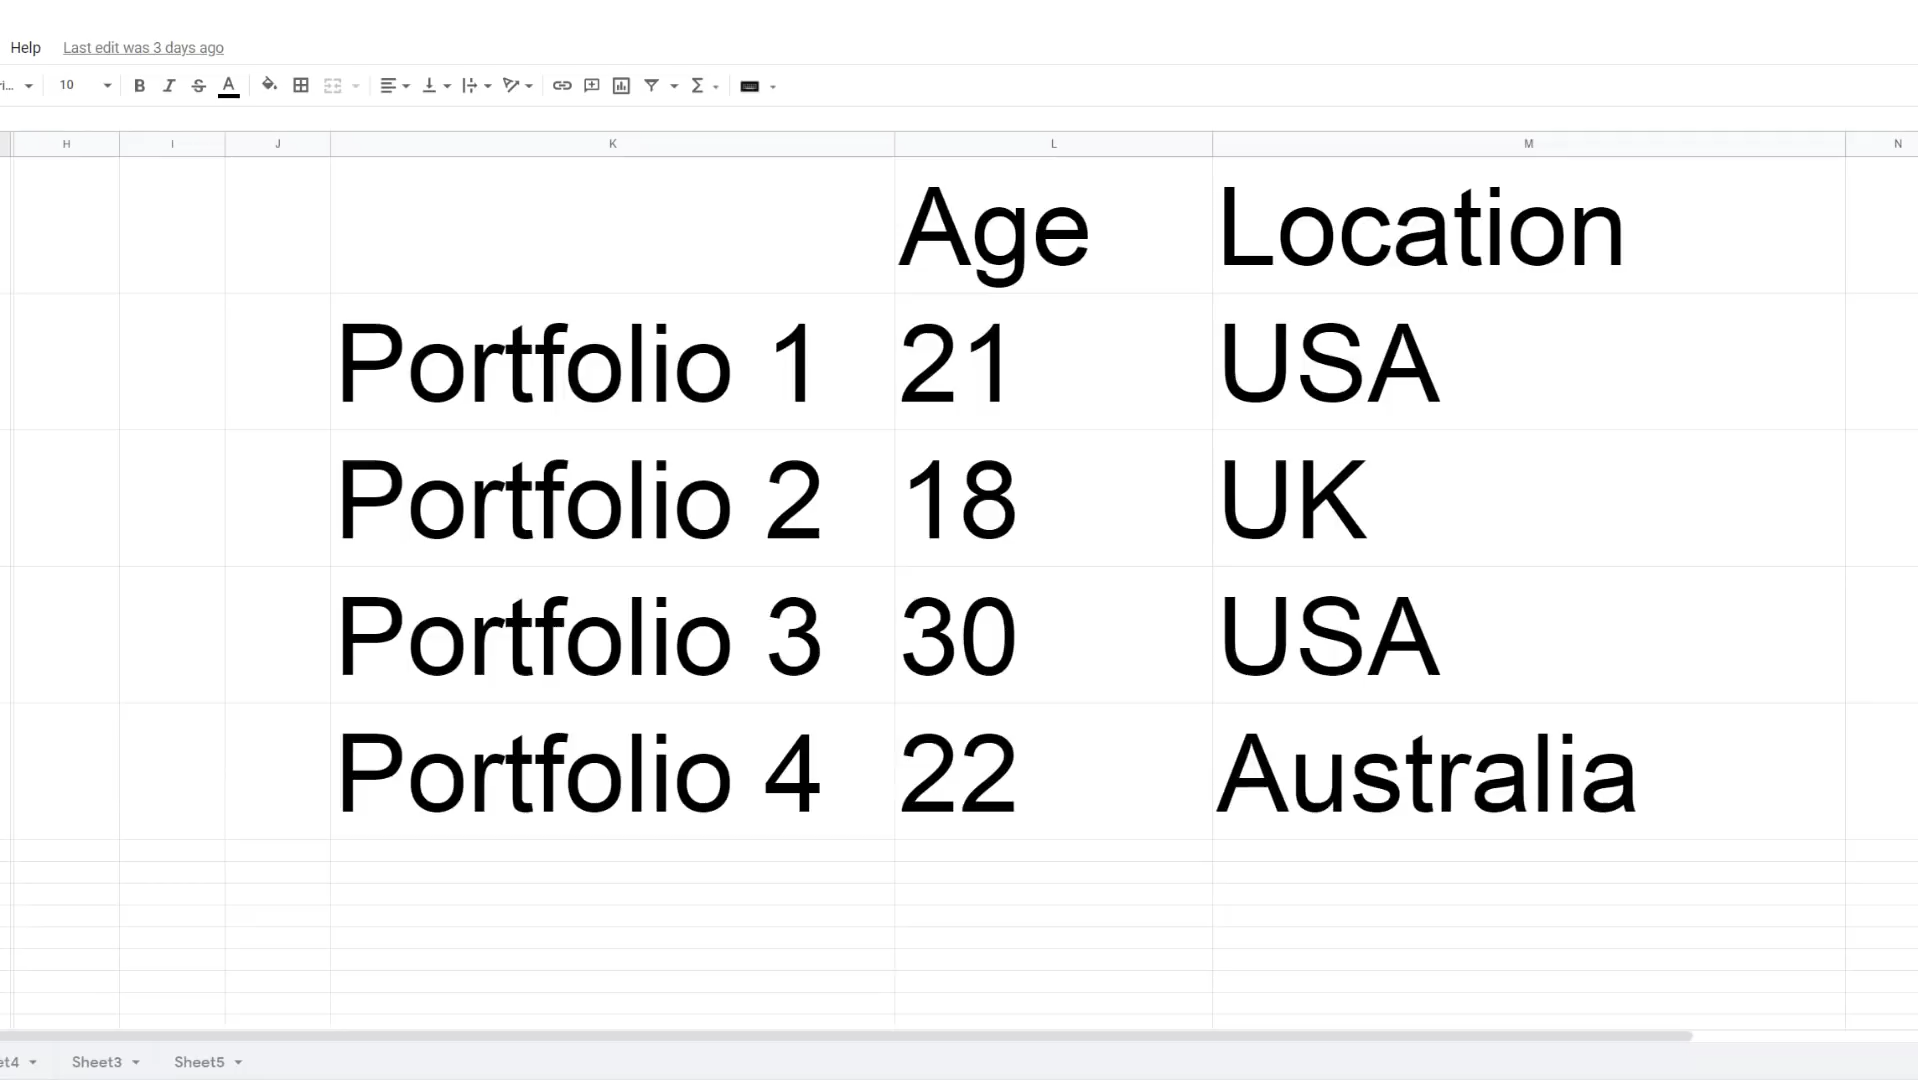 Help Last edit was 3 days ago
10 B I S A
H I J K L M N
Age Location
Portfolio 1 21 USA
Portfolio 2 18 UK
Portfolio 3 30 USA
Portfolio 4 22 Australia
Sheet3 Sheet5